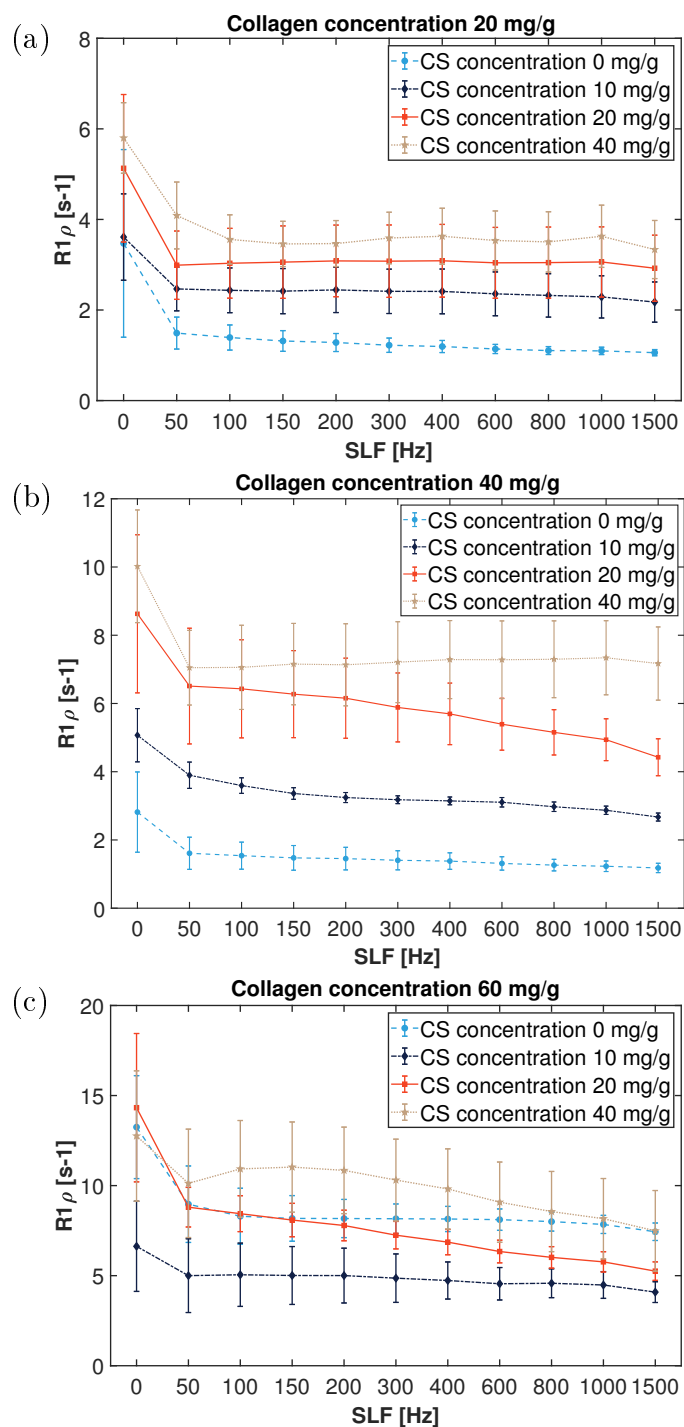 (a)
Collagen concentration 20 mg/g
CS concentration 0 mg/g
CS concentration 10 mg/g
CS concentration 20 mg/g
CS concentration 40 mg/g
8
6
4
2
0
R1ρ [s-1]
0 50 100 150 200 300 400 600 800 1000 1500
SLF [Hz]
(b)
Collagen concentration 40 mg/g
CS concentration 0 mg/g
CS concentration 10 mg/g
CS concentration 20 mg/g
CS concentration 40 mg/g
12
10
8
6
4
2
0
R1ρ [s-1]
0 50 100 150 200 300 400 600 800 1000 1500
SLF [Hz]
(c)
Collagen concentration 60 mg/g
CS concentration 0 mg/g
CS concentration 10 mg/g
CS concentration 20 mg/g
CS concentration 40 mg/g
20
15
10
5
0
R1ρ [s-1]
0 50 100 150 200 300 400 600 800 1000 1500
SLF [Hz]